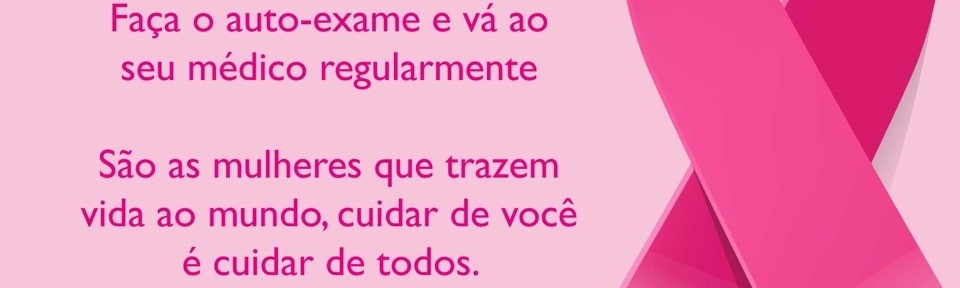 Faça o auto-exame e vá ao
seu médico regularmente
São as mulheres que trazem
vida ao mundo, cuidar de você
é cuidar de todos.